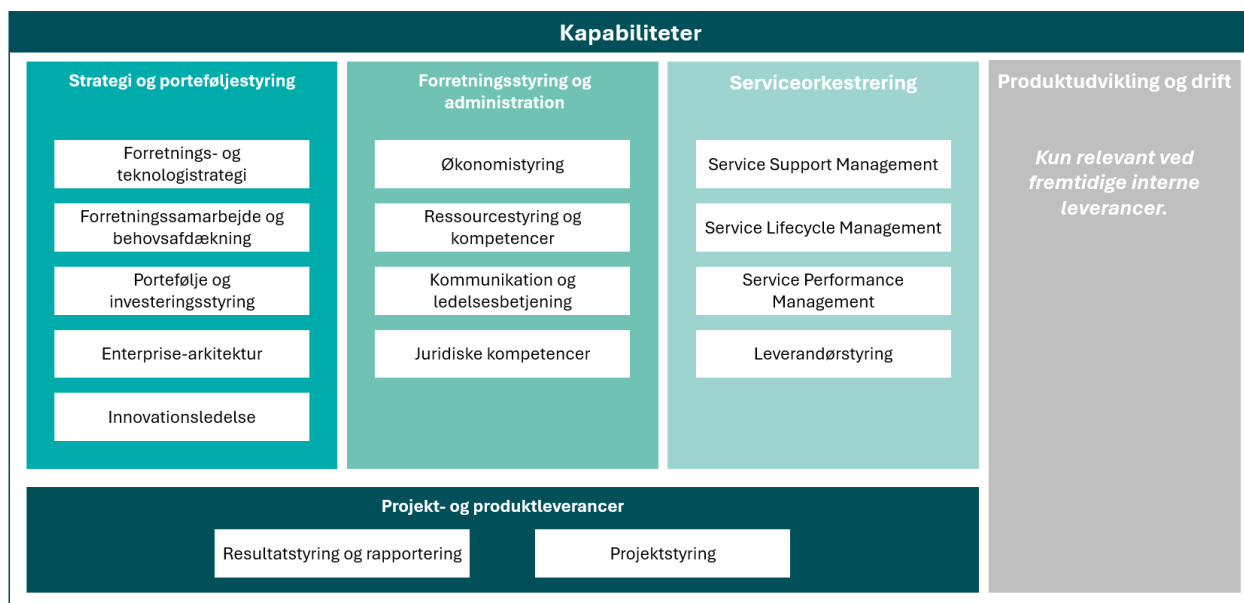 Kapabiliteter
Strategi og porteføljestyring
Forretnings- og
teknologistrategi
Forretningssamarbejde og
behovsafdækning
Portefølje og
investeringsstyring
Enterprise-arkitektur
Innovationsledelse
Forretningsstyring og
administration
Økonomistyring
Ressourcestyring og
kompetencer
Kommunikation og
ledelsesbetjening
Juridiske kompetencer
Serviceorkestrering
Service Support Management
Service Lifecycle Management
Service Performance
Management
Leverandørstyring
Produktudvikling og drift
Kun relevant ved
fremtidige interne
leverancer.
Projekt- og produktleverancer
Resultatstyring og rapportering
Projektstyring